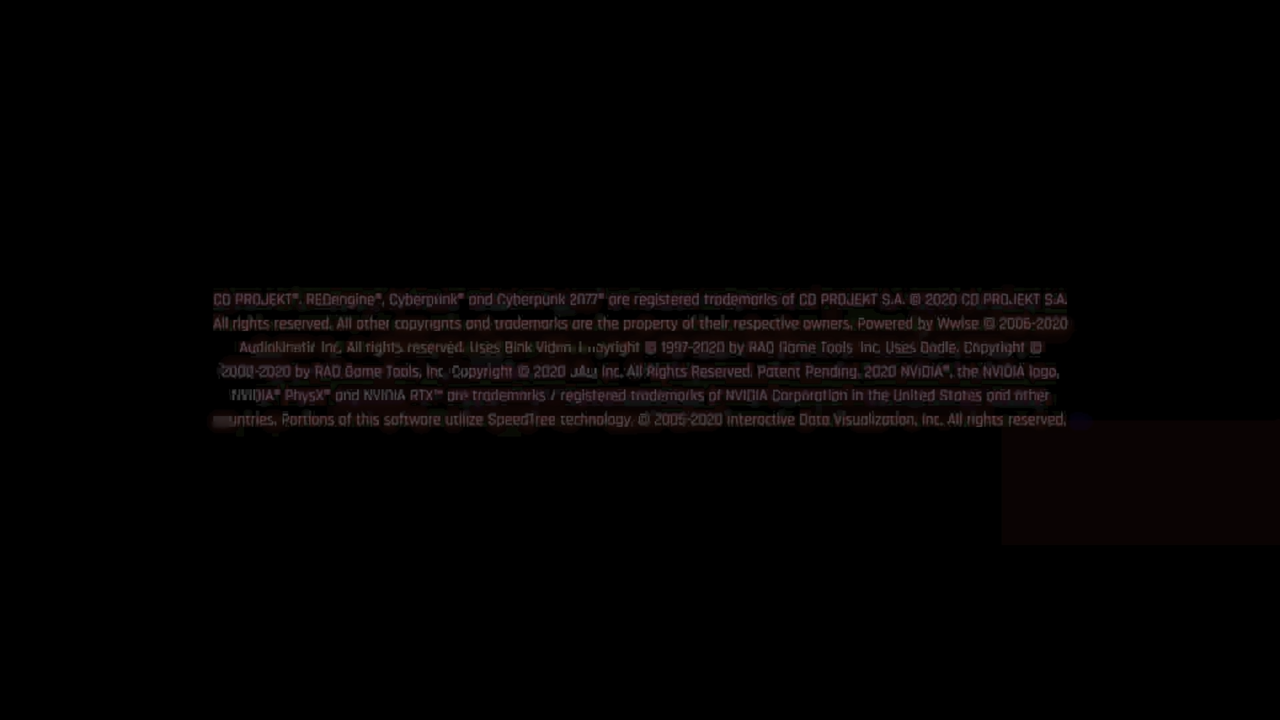 CD PROJEKT®, REDengine®, Cyberpunk® and Cyberpunk 2077® are registered trademarks of CD PROJEKT S.A. © 2020 CD PROJEKT S.A.
All rights reserved. All other copyrights and trademarks are the property of their respective owners. Powered by Wwise © 2006-2020
Audiokinetic Inc. All rights reserved. Uses Bink Video. © 1997-2020 by RAD Game Tools, Inc. Uses Oodle. Copyright ©
2008-2020 by RAD Game Tools, Inc. Copyright © 2020 Inc. All Rights Reserved. Patent Pending. 2020 NVIDIA®, the NVIDIA logo,
NVIDIA® PhysX® and NVIDIA RTX™ are trademarks / registered trademarks of NVIDIA Corporation in the United States and other
Portions of this software utilize SpeedTree technology. © 2005-2020 Interactive Data Visualization, Inc. All rights reserved.